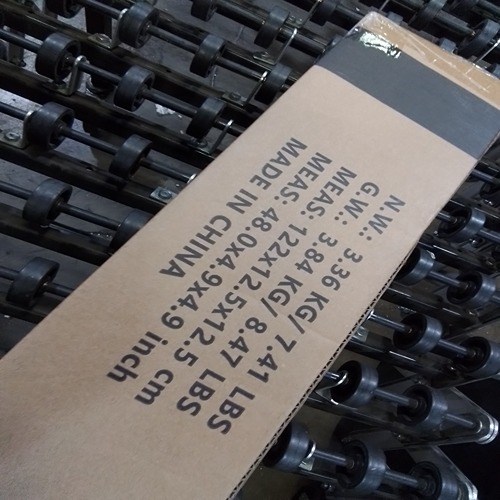 N.W.: 3.36 KG/ 7.41 LBS
G.W.: 3.84 KG/ 8.47 LBS
MEAS: 122x12.5x12.5 cm
MEAS: 48.0x4.9x4.9 inch
MADE IN CHINA